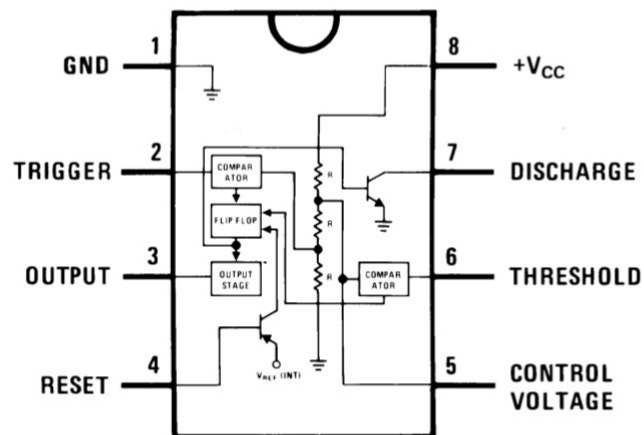 1
GND
8
+VCC
2
TRIGGER
COMPAR
ATOR
R
7
DISCHARGE
FLIP FLOP
R
3
OUTPUT
OUTPUT
STAGE
R
COMPAR
ATOR
6
THRESHOLD
4
RESET
VREF (INT)
5
CONTROL
VOLTAGE